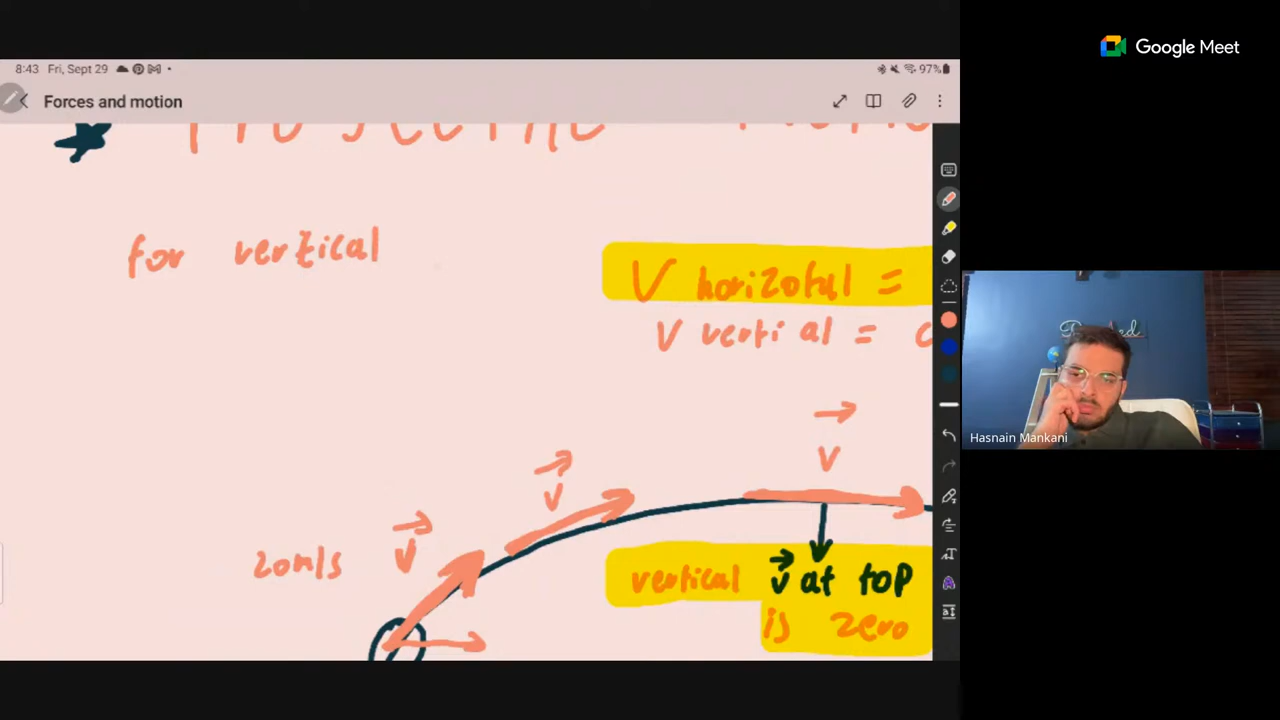 Google Meet
8:43 Fri, Sept 29
97%
Forces and motion
for vertical
V horizotal =
V vertical = c
v
v
v
20m/s
vertical v at top
is zero
Hasnain Mankani